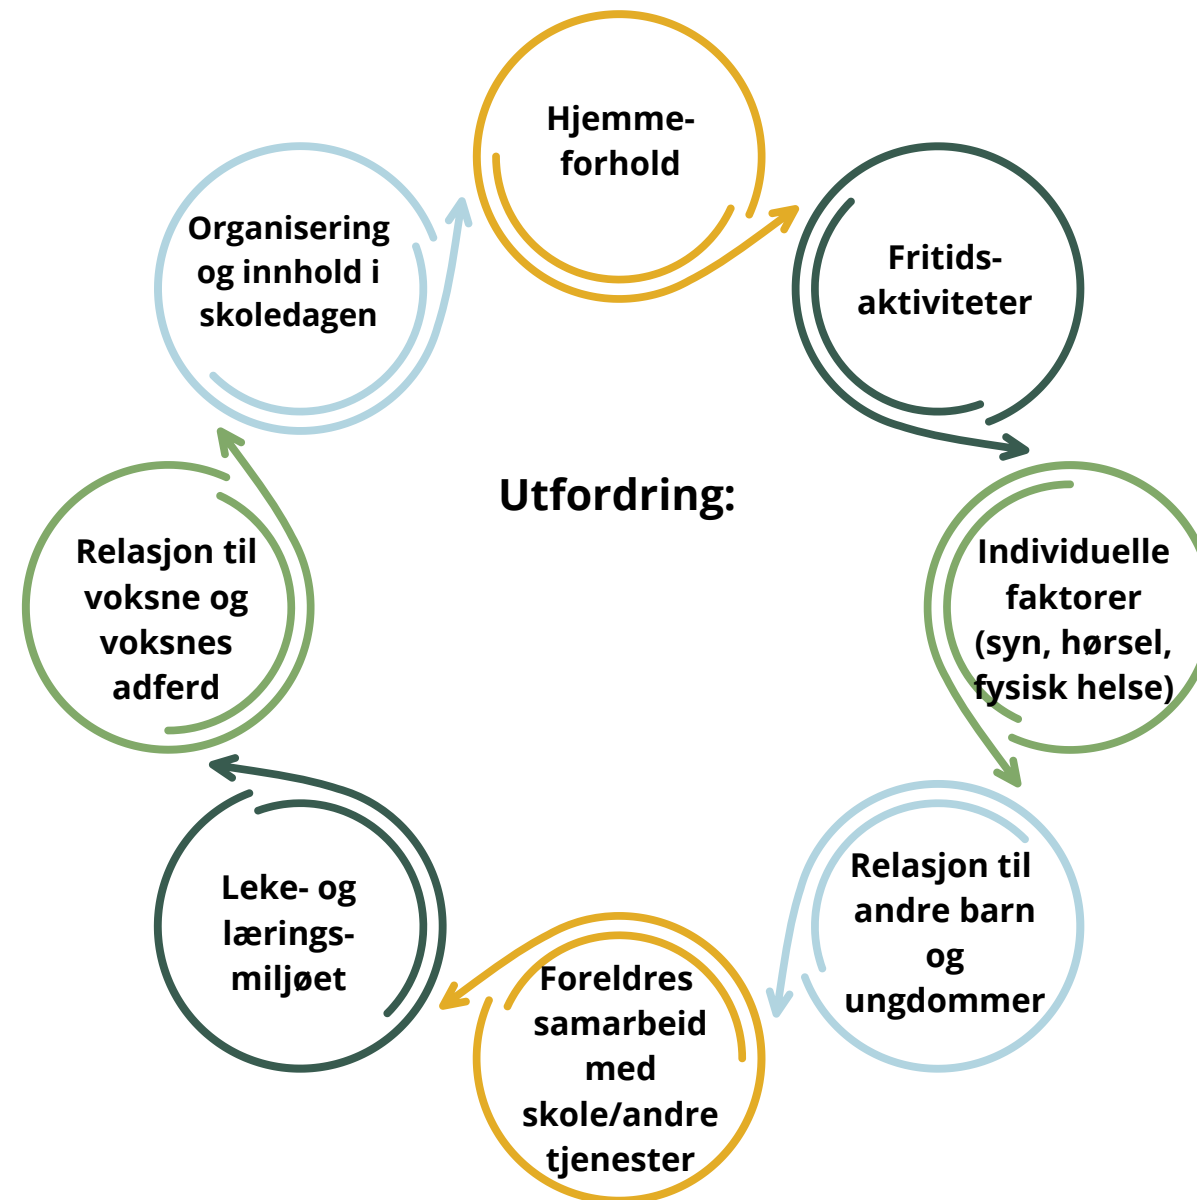 Hjemme-
forhold
Fritids-
aktiviteter
Individuelle
faktorer
(syn, hørsel,
fysisk helse)
Relasjon til
andre barn
og
ungdommer
Foreldres
samarbeid
med
skole/andre
tjenester
Leke- og
lærings-
miljøet
Relasjon til
voksne og
voksnes
adferd
Organisering
og innhold i
skoledagen
Utfordring: